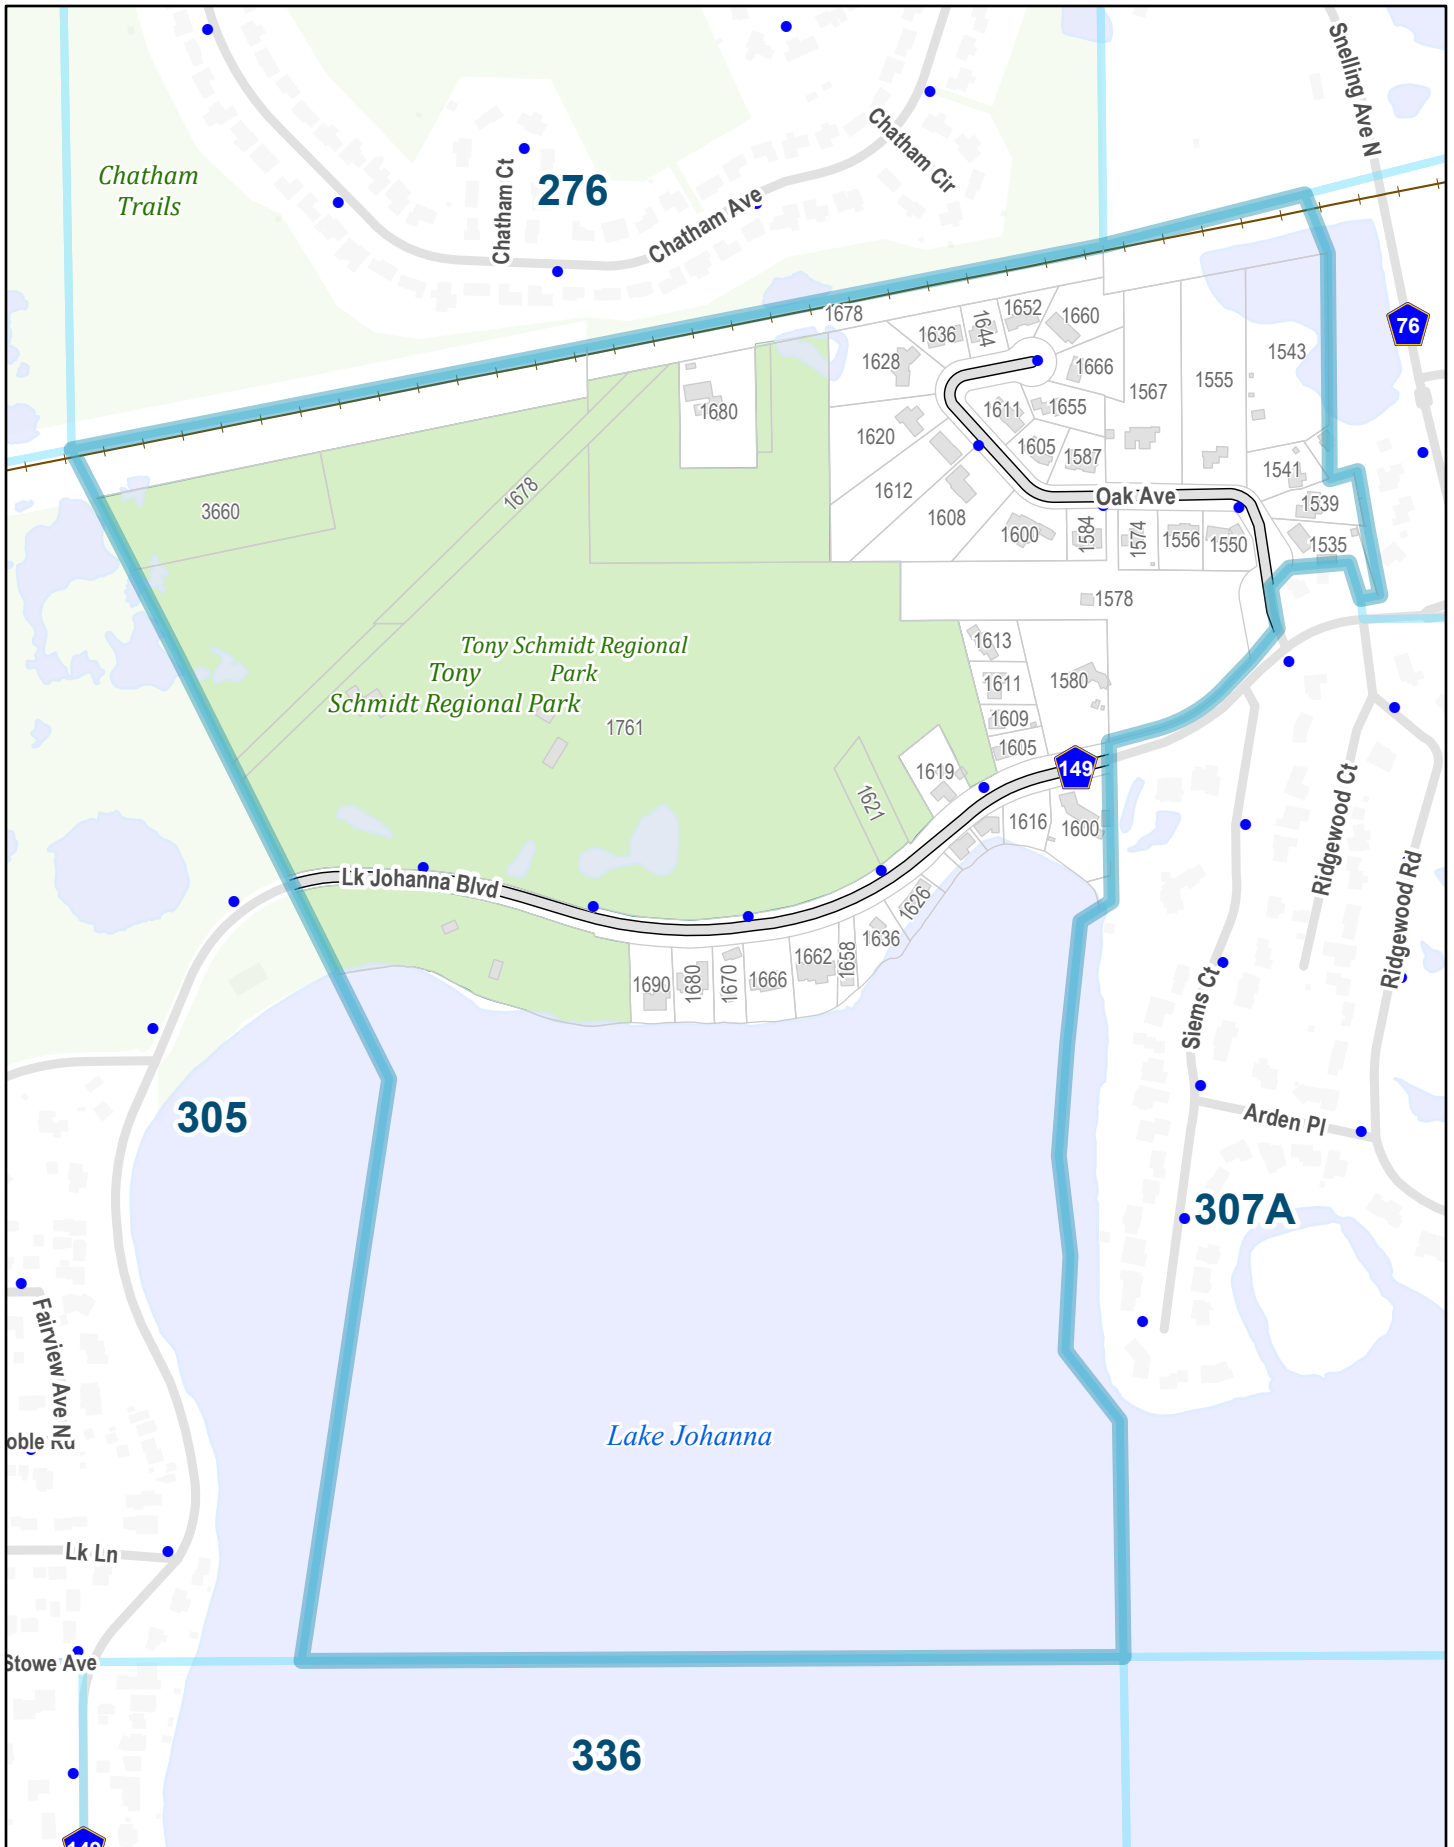 Snelling Ave N
Chatham Cir
Chatham
Trails
Chatham Ct
276
Chatham Ave
76
1678
1652
1660
1636
1644
1628
1666
1543
1567
1555
1680
1611
1655
1620
1605
1587
1541
1612
1678
Oak Ave
1539
3660
1608
1600
1584
1574
1556
1550
1535
1578
Tony Schmidt Regional
Park
Tony
Schmidt Regional Park
1613
1580
1611
1609
1761
1605
149
1619
1621
1616
1600
Ridgewood Ct
Lk Johanna Blvd
Ridgewood Rd
1626
1636
1662
1658
1690
1680
1670
1666
Siems Ct
305
Arden Pl
307A
Fairview Ave N
Lake Johanna
Lk Ln
Stowe Ave
336